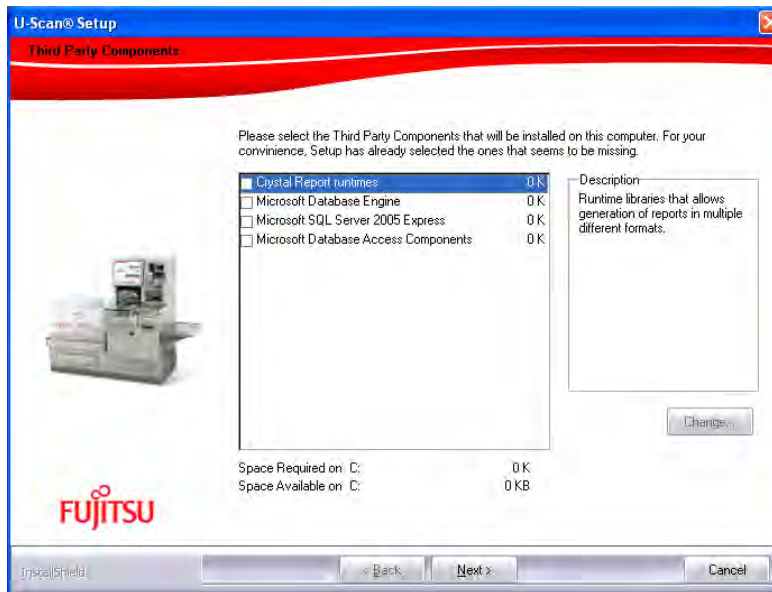 U-Scan® Setup
Third Party Components
Please select the Third Party Components that will be installed on this computer. For your
convinience, Setup has already selected the ones that seems to be missing.
Crystal Report runtimes 0 K
Microsoft Database Engine 0 K
Microsoft SQL Server 2005 Express 0 K
Microsoft Database Access Components 0 K
Description
Runtime libraries that allows
generation of reports in multiple
different formats.
Change...
Space Required on C: 0 K
Space Available on C: 0 KB
FUJITSU
InstallShield
< Back
Next >
Cancel